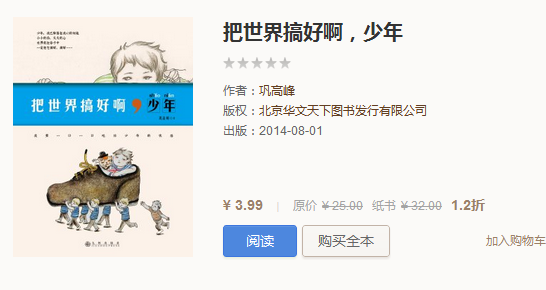 把世界搞好啊，少年
作者：巩高峰
版权：北京华文天下图书发行有限公司
出版：2014-08-01
¥ 3.99 | 原价 ¥ 25.00 纸书 ¥ 32.00 1.2折
阅读 购买全本 加入购物车
把世界搞好啊，少年